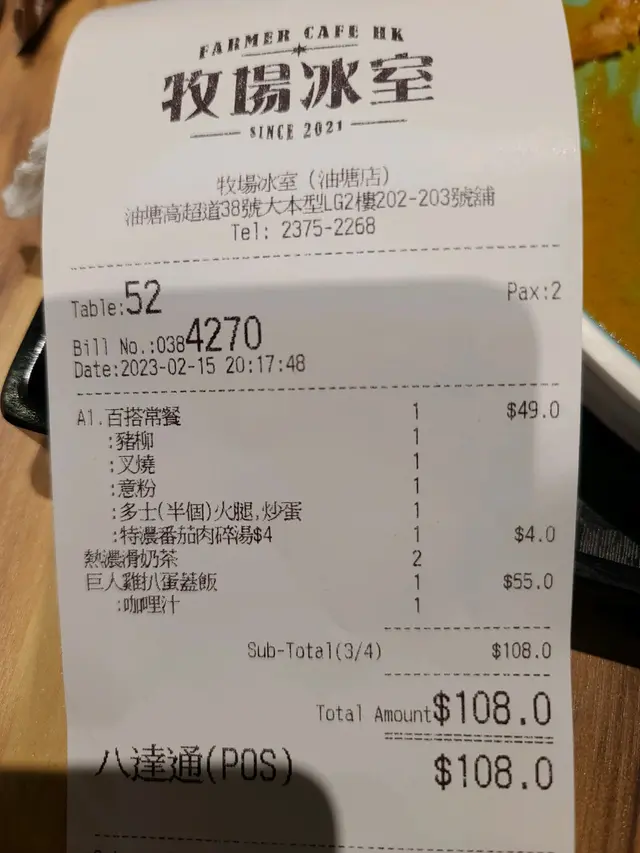 FARMER CAFE HK
牧場冰室
SINCE 2021
牧場冰室 (油塘店)
油塘高超道38號大本型LG2樓202-203號舖
Tel: 2375-2268
Table:52 Pax:2
Bill No.:0384270
Date:2023-02-15 20:17:48
A1.百搭常餐 1 $49.0
:豬柳 1
:叉燒 1
:意粉 1
:多士(半個)火腿,炒蛋 1
:特濃番茄肉碎湯$4 1 $4.0
熱濃滑奶茶 2
巨人雞扒蛋蓋飯 1 $55.0
:咖哩汁 1
Sub-Total(3/4) $108.0
Total Amount $108.0
八達通(POS) $108.0